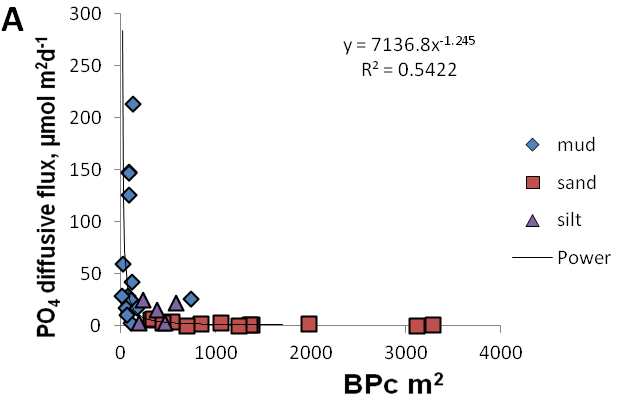 A
300
250
200
150
100
50
0
PO₄ diffusive flux, µmol m²d⁻¹
y = 7136.8x⁻¹·²⁴⁵
R² = 0.5422
mud
sand
silt
Power
0 1000 2000 3000 4000
BPc m²